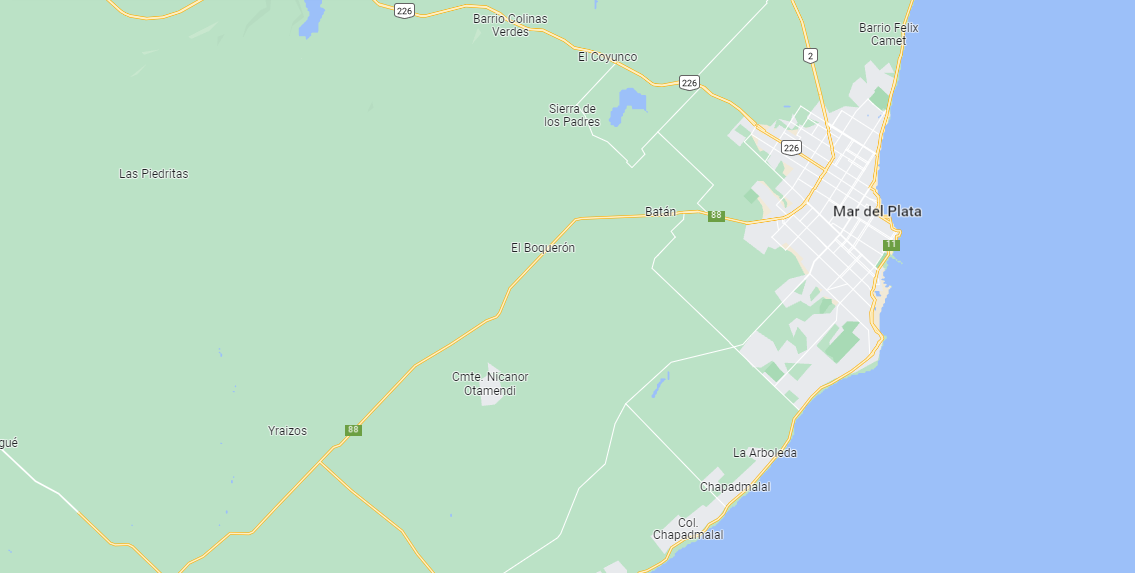 226
Barrio Colinas
Verdes
Barrio Felix
Camet
El Coyunco
2
226
Sierra de
los Padres
226
Las Piedritas
Batán
88
Mar del Plata
El Boquerón
11
Cmte. Nicanor
Otamendi
Yraizos
88
gué
La Arboleda
Chapadmalal
Col.
Chapadmalal